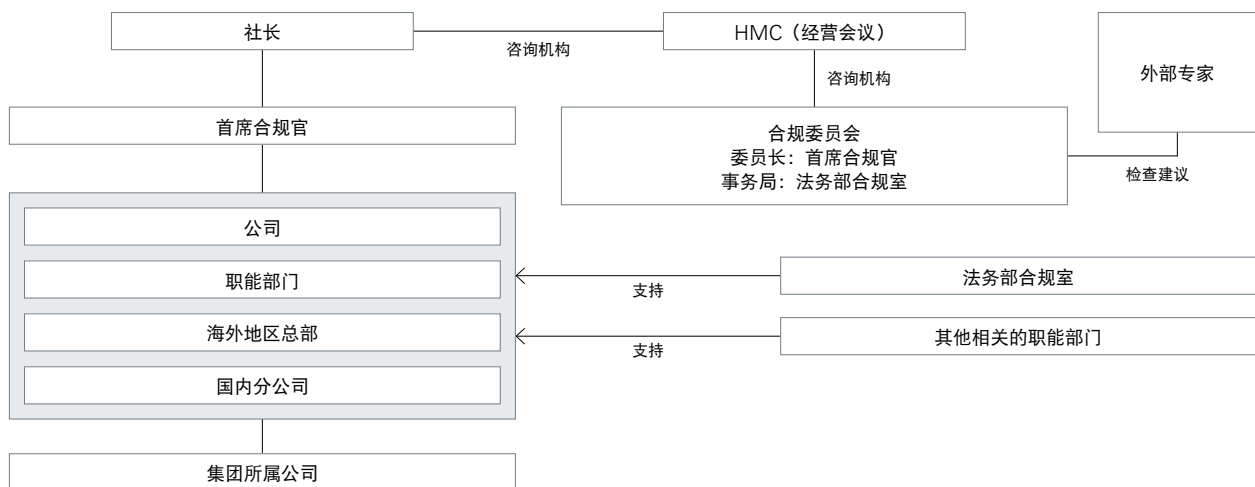 社长
HMC（经营会议）
咨询机构
外部专家
咨询机构
首席合规官
合规委员会
委员长：首席合规官
事务局：法务部合规室
检查建议
公司
职能部门
支持
法务部合规室
海外地区总部
支持
其他相关的职能部门
国内分公司
集团所属公司